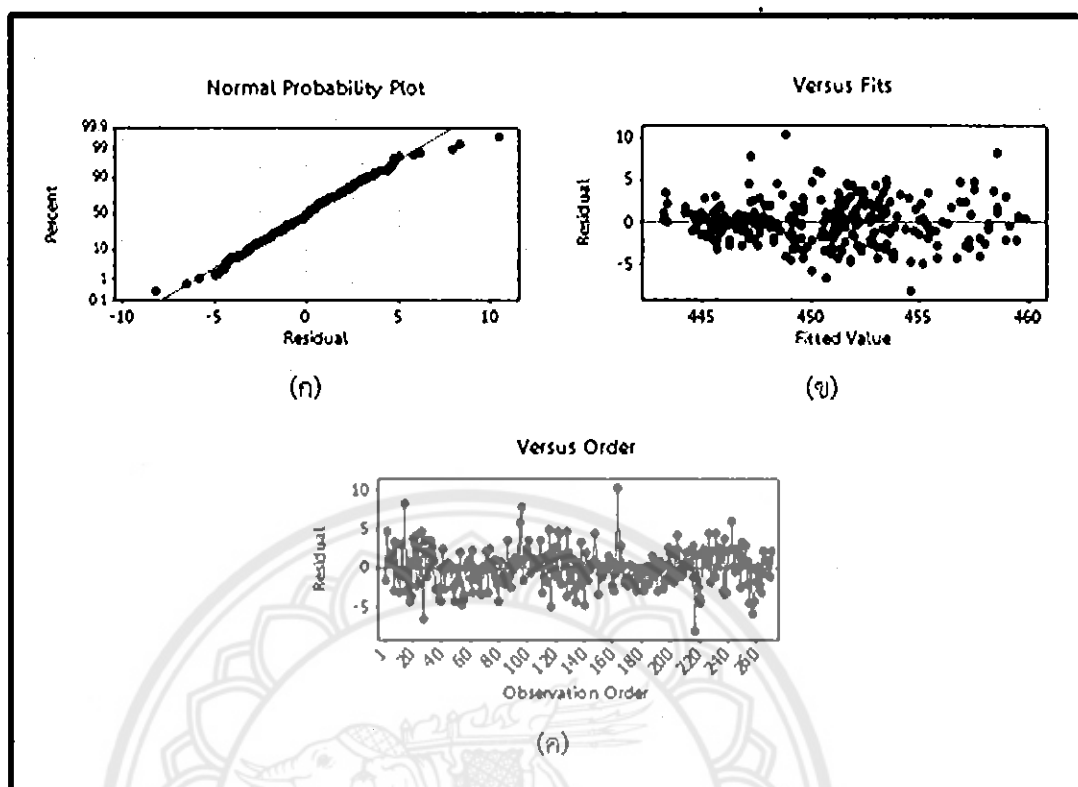 Normal Probability Plot
99.9
99
90
50
10
1
0.1
Percent
-10 -5 0 5 10
Residual
(ก)
Versus Fits
10
5
0
-5
Residual
445 450 455 460
Fitted Value
(ข)
Versus Order
10
5
0
-5
Residual
1 20 40 60 80 100 120 140 160 180 200 220 240 260
Observation Order
(ค)